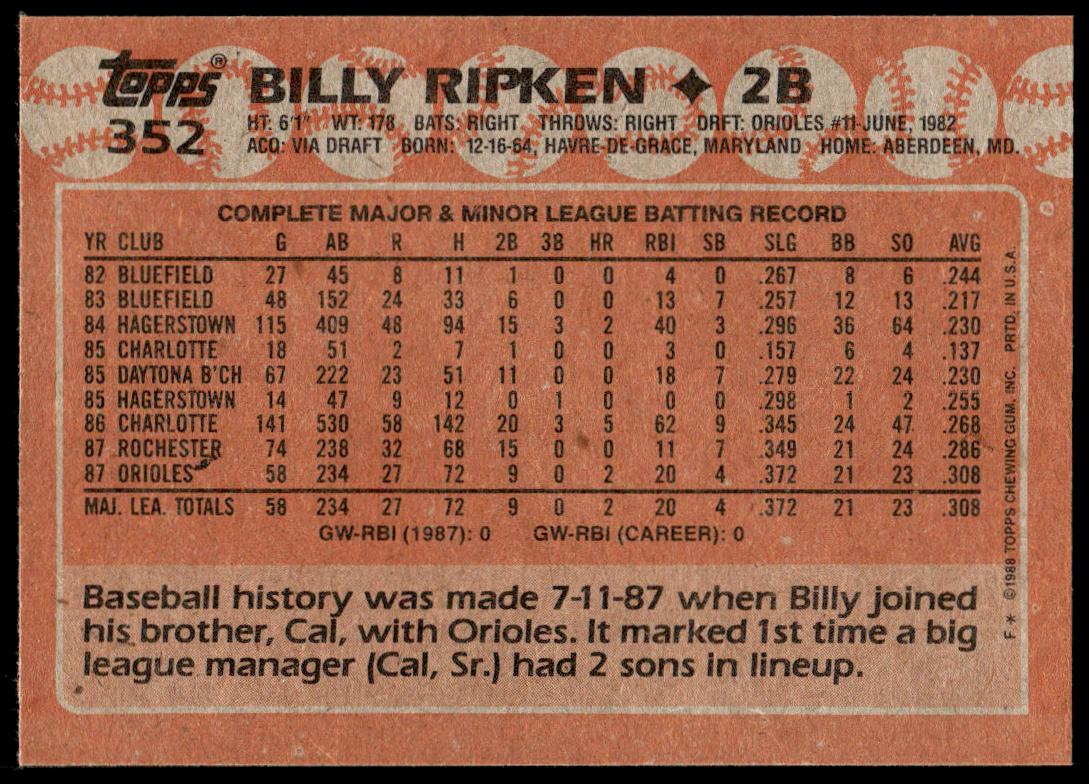 topps® BILLY RIPKEN ✦ 2B
352 HT: 6'1" WT: 178 BATS: RIGHT THROWS: RIGHT DRFT: ORIOLES #11-JUNE, 1982
ACQ: VIA DRAFT BORN: 12-16-64, HAVRE-DE-GRACE, MARYLAND HOME: ABERDEEN, MD.
COMPLETE MAJOR & MINOR LEAGUE BATTING RECORD
YR CLUB G AB R H 2B 3B HR RBI SB SLG BB SO AVG
82 BLUEFIELD 27 45 8 11 1 0 0 4 0 .267 8 6 .244
83 BLUEFIELD 48 152 24 33 6 0 0 13 7 .257 12 13 .217
84 HAGERSTOWN 115 409 48 94 15 3 2 40 3 .296 36 64 .230
85 CHARLOTTE 18 51 2 7 1 0 0 3 0 .157 6 4 .137
85 DAYTONA B'CH 67 222 23 51 11 0 0 18 7 .279 22 24 .230
85 HAGERSTOWN 14 47 9 12 0 1 0 0 0 .298 1 2 .255
86 CHARLOTTE 141 530 58 142 20 3 5 62 9 .345 24 47 .268
87 ROCHESTER 74 238 32 68 15 0 0 11 7 .349 21 24 .286
87 ORIOLES 58 234 27 72 9 0 2 20 4 .372 21 23 .308
MAJ. LEA. TOTALS 58 234 27 72 9 0 2 20 4 .372 21 23 .308
GW-RBI (1987): 0 GW-RBI (CAREER): 0
Baseball history was made 7-11-87 when Billy joined
his brother, Cal, with Orioles. It marked 1st time a big
league manager (Cal, Sr.) had 2 sons in lineup.
F* ©1988 TOPPS CHEWING GUM, INC. PRTD. IN U.S.A.